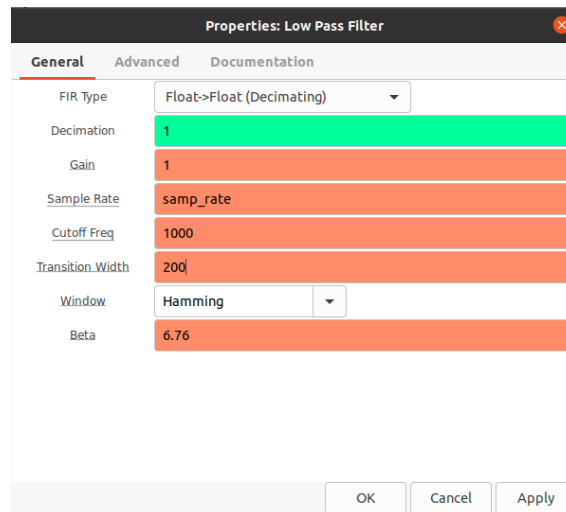 Properties: Low Pass Filter
General Advanced Documentation
FIR Type Float->Float (Decimating)
Decimation 1
Gain 1
Sample Rate samp_rate
Cutoff Freq 1000
Transition Width 200
Window Hamming
Beta 6.76
OK Cancel Apply